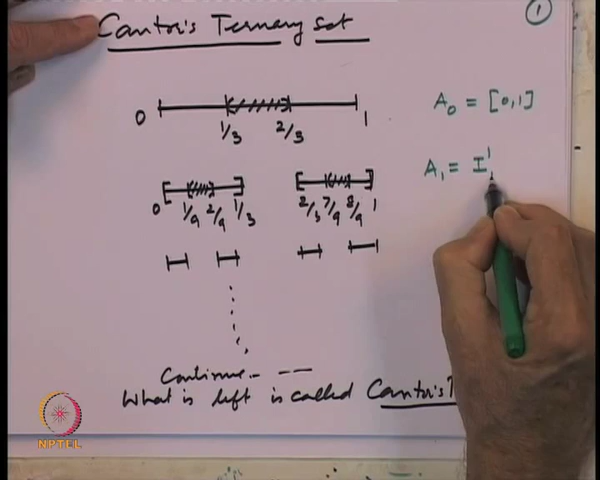 1
Cantor's Ternary set
0 1/3 2/3 1
A₀ = [0,1]
0 1/9 2/9 1/3 2/3 7/9 8/9 1
A₁ = I¹₁
Continue - - -
What is left is called Cantor's
NPTEL